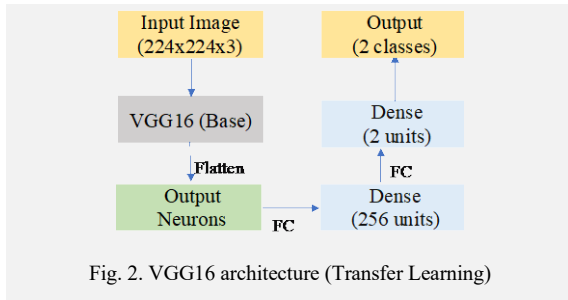 Input Image
(224x224x3)
VGG16 (Base)
Flatten
Output
Neurons
FC
Dense
(256 units)
FC
Dense
(2 units)
Output
(2 classes)
Fig. 2. VGG16 architecture (Transfer Learning)